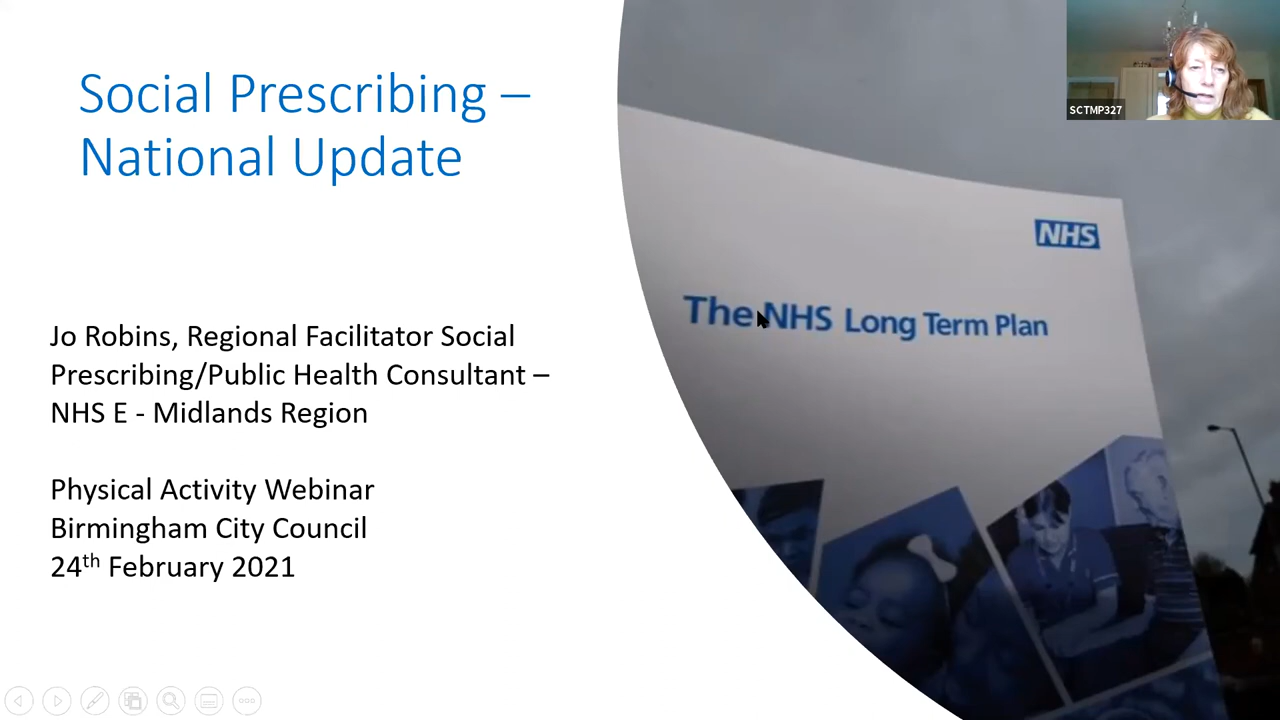 Social Prescribing –
National Update
Jo Robins, Regional Facilitator Social
Prescribing/Public Health Consultant –
NHS E - Midlands Region
Physical Activity Webinar
Birmingham City Council
24th February 2021
NHS
The NHS Long Term Plan
SCTMP327